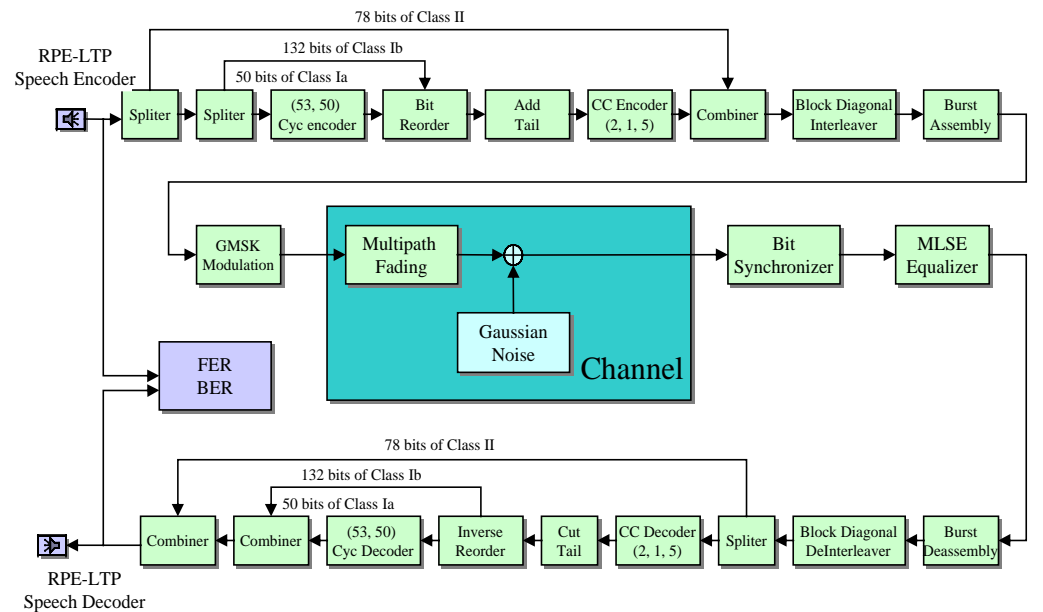 78 bits of Class II
RPE-LTP
Speech Encoder
132 bits of Class Ib
50 bits of Class Ia
Spliter
Spliter
(53, 50)
Cyc encoder
Bit
Reorder
Add
Tail
CC Encoder
(2, 1, 5)
Combiner
Block Diagonal
Interleaver
Burst
Assembly
GMSK
Modulation
Multipath
Fading
Gaussian
Noise
Channel
Bit
Synchronizer
MLSE
Equalizer
FER
BER
78 bits of Class II
132 bits of Class Ib
50 bits of Class Ia
Combiner
Combiner
(53, 50)
Cyc Decoder
Inverse
Reorder
Cut
Tail
CC Decoder
(2, 1, 5)
Spliter
Block Diagonal
DeInterleaver
Burst
Deassembly
RPE-LTP
Speech Decoder